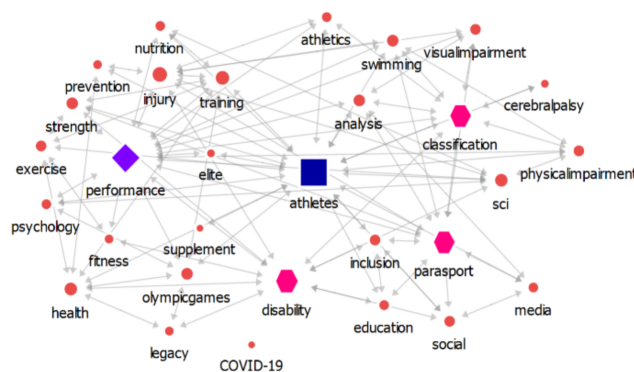 athletics
nutrition
swimming
visualimpairment
prevention
injury
training
cerebralpalsy
strength
analysis
classification
exercise
elite
physicalimpairment
performance
athletes
sci
psychology
supplement
fitness
inclusion
parasport
health
olympicgames
disability
media
education
social
legacy
COVID-19